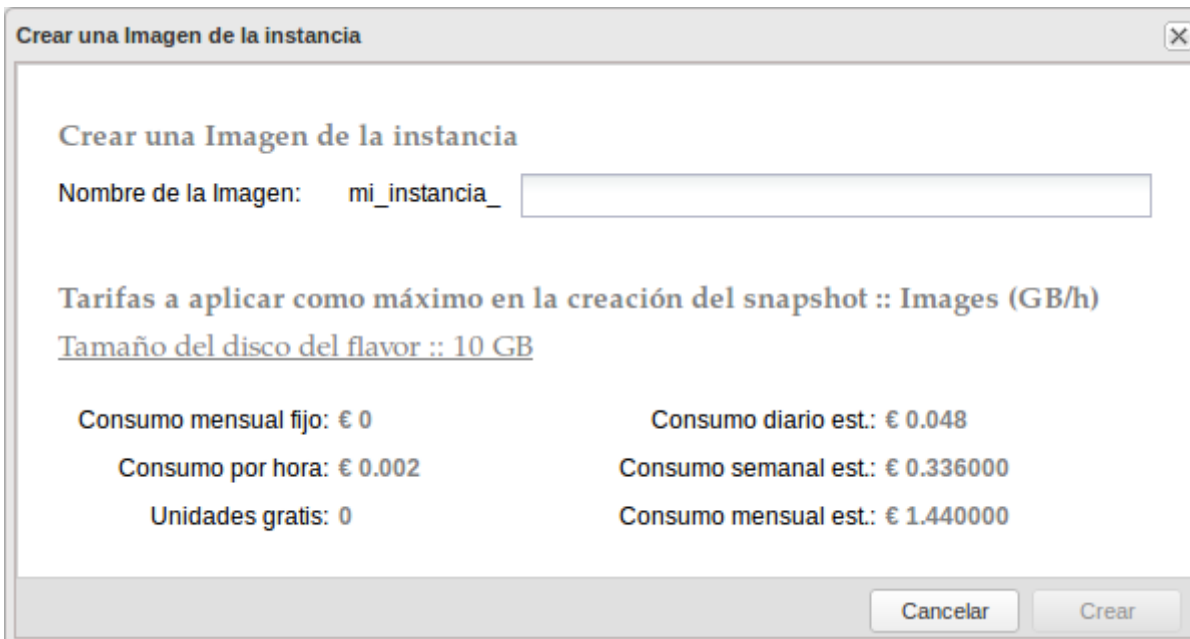 Crear una Imagen de la instancia
Crear una Imagen de la instancia
Nombre de la Imagen: mi_instancia_
Tarifas a aplicar como máximo en la creación del snapshot :: Images (GB/h)
Tamaño del disco del flavor :: 10 GB
Consumo mensual fijo: € 0 Consumo diario est.: € 0.048
Consumo por hora: € 0.002 Consumo semanal est.: € 0.336000
Unidades gratis: 0 Consumo mensual est.: € 1.440000
Cancelar Crear